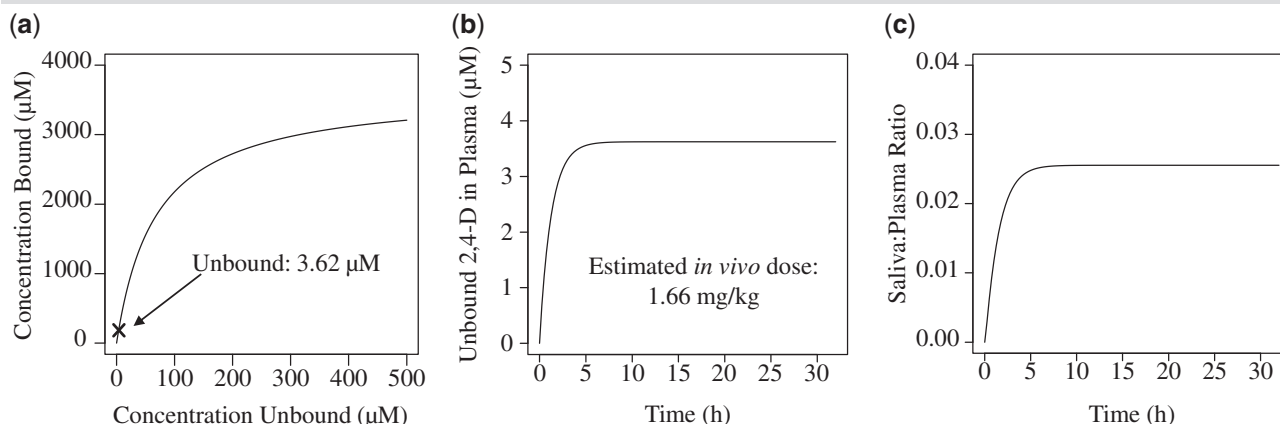 (a)
Concentration Bound (µM)
4000
3000
2000
1000
0
Unbound: 3.62 µM
0 100 200 300 400 500
Concentration Unbound (µM)
(b)
Unbound 2,4-D in Plasma (µM)
5
4
3
2
1
0
Estimated in vivo dose:
1.66 mg/kg
0 5 10 15 20 25 30
Time (h)
(c)
Saliva:Plasma Ratio
0.04
0.03
0.02
0.01
0.00
0 5 10 15 20 25 30
Time (h)